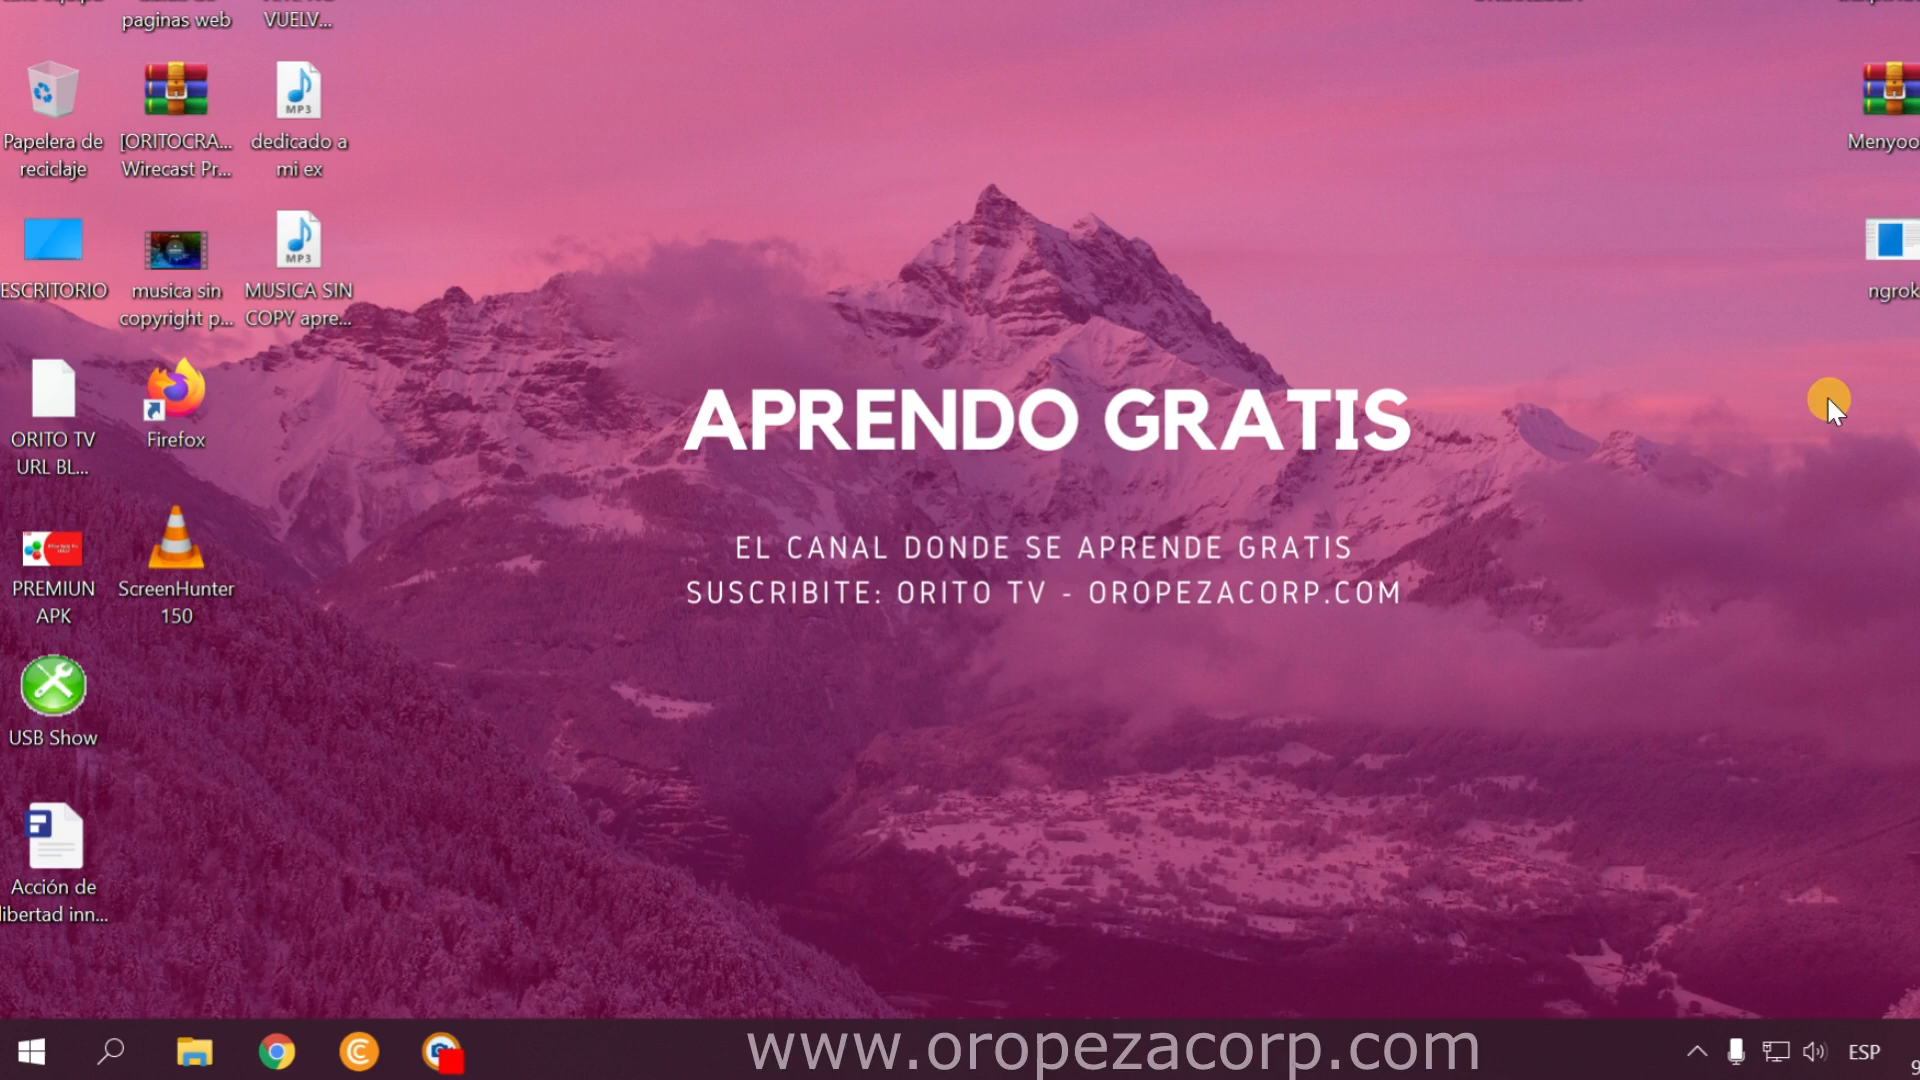 paginas web
VUELV...
Papelera de
reciclaje
[ORITOCRA...
Wirecast Pr...
MP3
dedicado a
mi ex
Menyoo
ESCRITORIO
musica sin
copyright p...
MP3
MUSICA SIN
COPY apre...
ngrok
ORITO TV
URL BL...
Firefox
APRENDO GRATIS
EL CANAL DONDE SE APRENDE GRATIS
SUSCRIBITE: ORITO TV - OROPEZACORP.COM
PREMIUN
APK
ScreenHunter
150
USB Show
Acción de
libertad inn...
www.oropezacorp.com
ESP